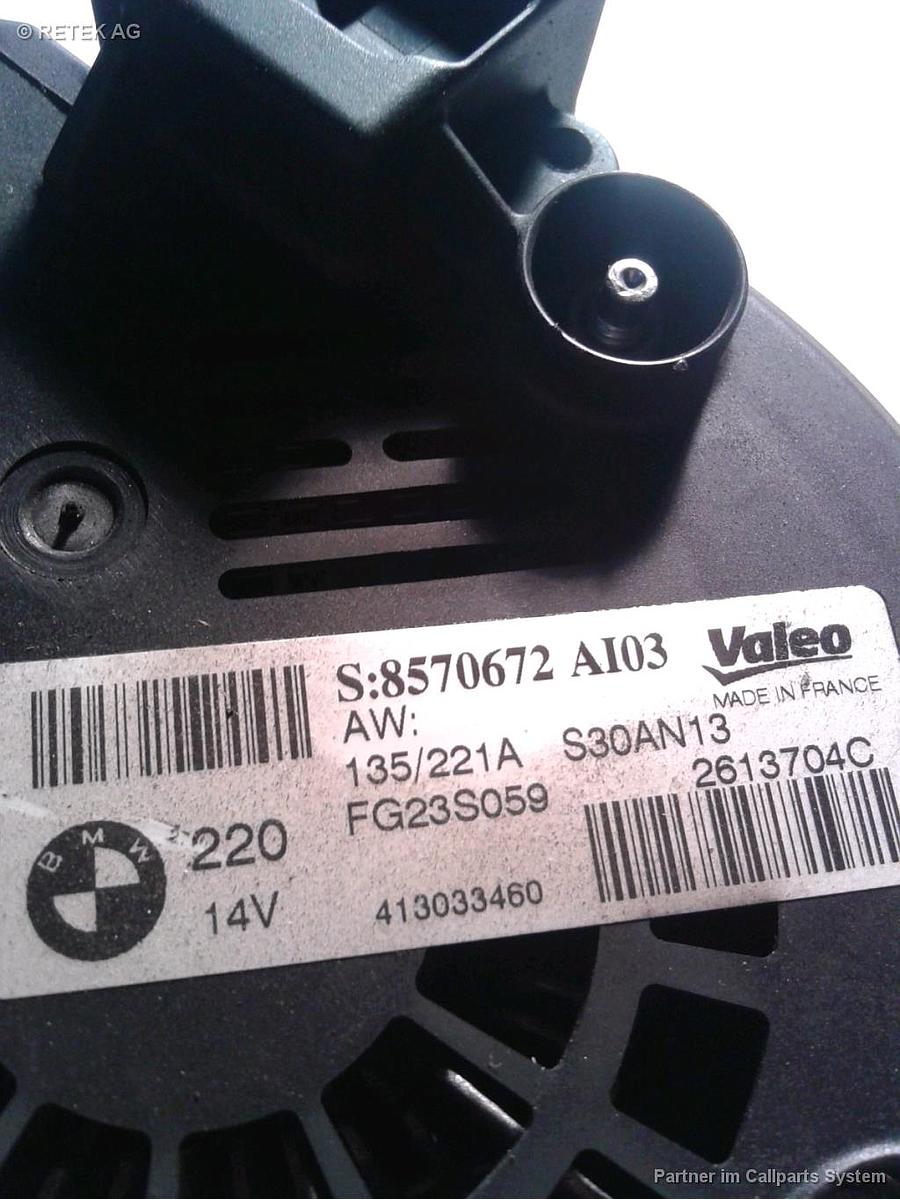 © RETEK AG
S:8570672 AI03
Valeo
MADE IN FRANCE
AW:
135/221A S30AN13
2613704C
FG23S059
BMW
220
14V
413033460
Partner im Callparts System